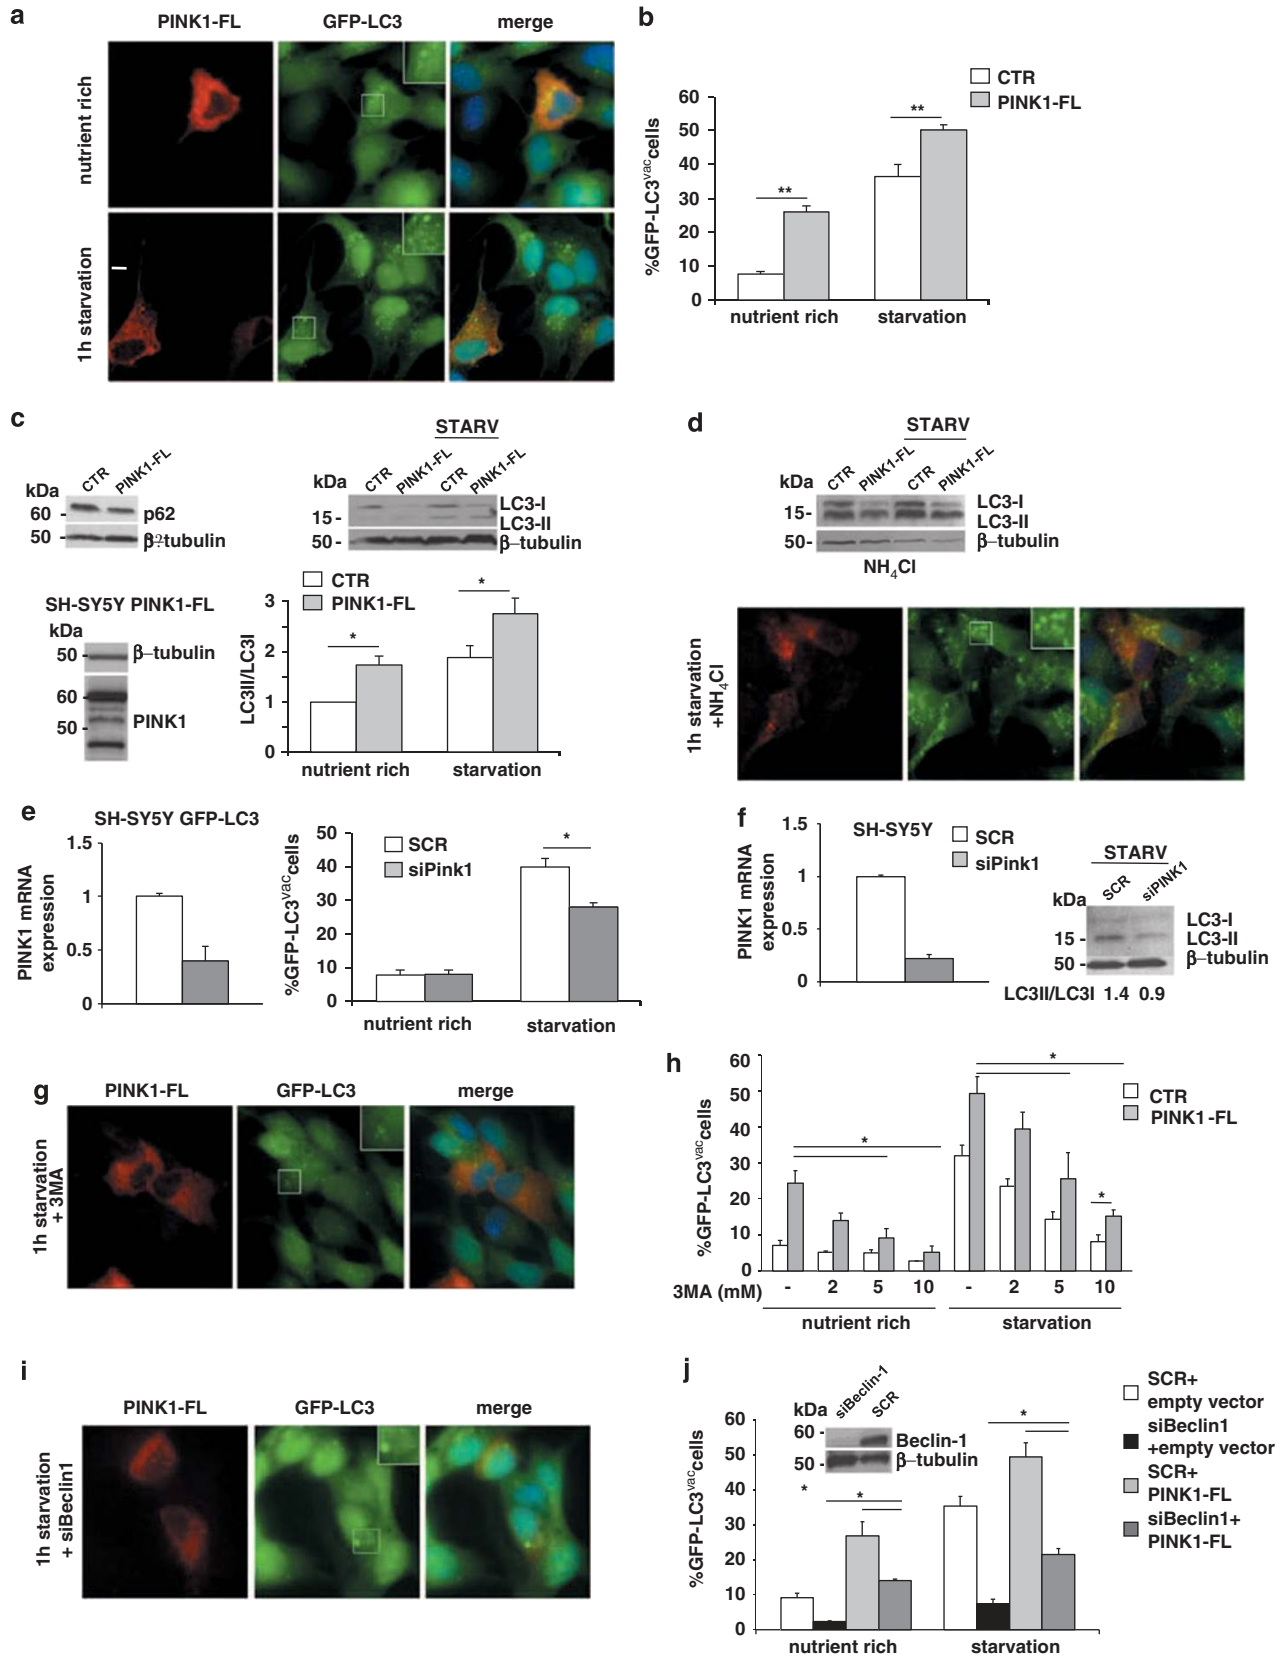 a
PINK1-FL GFP-LC3 merge
nutrient rich
1h starvation
b
CTR
PINK1-FL
%GFP-LC3vac cells
60
50
40
30
20
10
0
** **
nutrient rich starvation
c
kDa CTR PINK1-FL
60 - p62
50 - β?-tubulin
STARV
kDa CTR PINK1-FL CTR PINK1-FL
LC3-I
15 - LC3-II
50 - β–tubulin
SH-SY5Y PINK1-FL
kDa
50 - β–tubulin
60 -
50 - PINK1
CTR
PINK1-FL
LC3II/LC3I
3
2
1
0
* *
nutrient rich starvation
d
STARV
kDa CTR PINK1-FL CTR PINK1-FL
LC3-I
15- LC3-II
50- β–tubulin
NH4Cl
1h starvation
+NH4Cl
e
SH-SY5Y GFP-LC3
PINK1 mRNA
expression
1.5
1
0.5
0
%GFP-LC3vac cells
50
40
30
20
10
0
SCR
siPink1
*
nutrient rich starvation
f
SH-SY5Y
PINK1 mRNA
expression
1.5
1
0.5
0
SCR
siPink1
STARV
kDa SCR siPINK1
LC3-I
15 - LC3-II
50 - β–tubulin
LC3II/LC3I 1.4 0.9
g
PINK1-FL GFP-LC3 merge
1h starvation
+ 3MA
h
%GFP-LC3vac cells
60
50
40
30
20
10
0
CTR
PINK1-FL
* * *
3MA (mM) - 2 5 10 - 2 5 10
nutrient rich starvation
i
PINK1-FL GFP-LC3 merge
1h starvation
+ siBeclin1
j
%GFP-LC3vac cells
60
50
40
30
20
10
0
kDa siBeclin-1 SCR
60 - Beclin-1
50 - β–tubulin
* * *
SCR+
empty vector
siBeclin1
+empty vector
SCR+
PINK1-FL
siBeclin1+
PINK1-FL
nutrient rich starvation